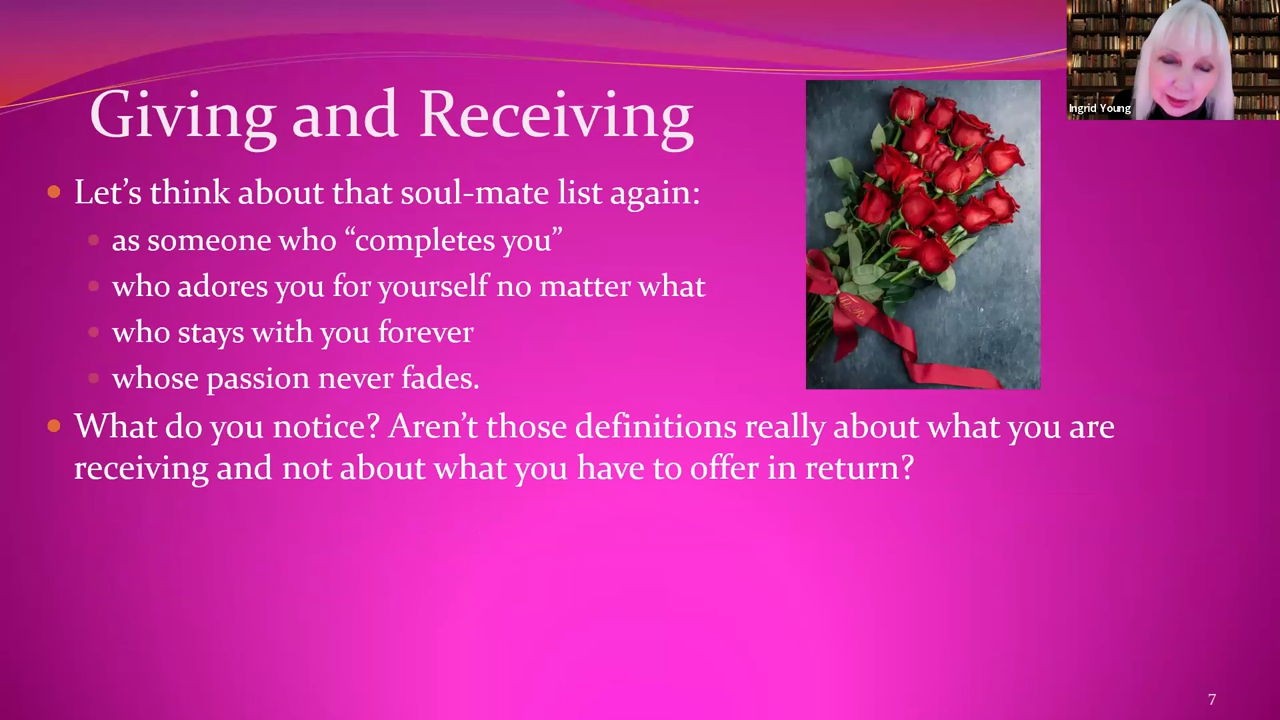 Giving and Receiving
Ingrid Young
Let’s think about that soul-mate list again:
as someone who “completes you”
who adores you for yourself no matter what
who stays with you forever
whose passion never fades.
What do you notice? Aren’t those definitions really about what you are
receiving and not about what you have to offer in return?
7